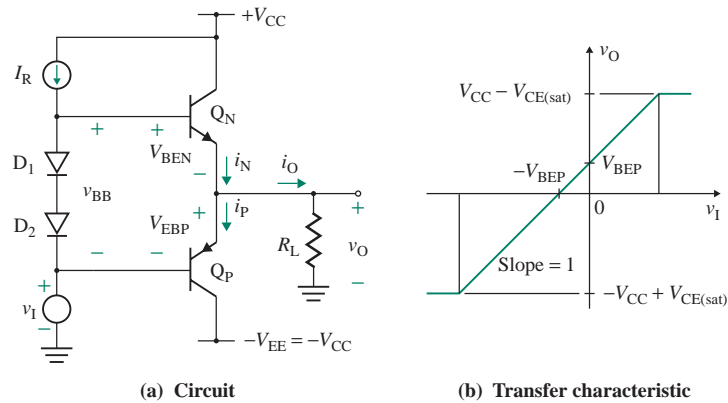 +V_CC
I_R
Q_N
+ +
V_BEN
i_N
i_O
D_1
−
v_BB
+
i_P
+
V_EBP
D_2
R_L
v_O
− −
Q_P
+
v_I
−
−
−V_EE = −V_CC
(a) Circuit
v_O
V_CC − V_CE(sat)
−V_BEP
V_BEP
0
v_I
Slope = 1
−V_CC + V_CE(sat)
(b) Transfer characteristic